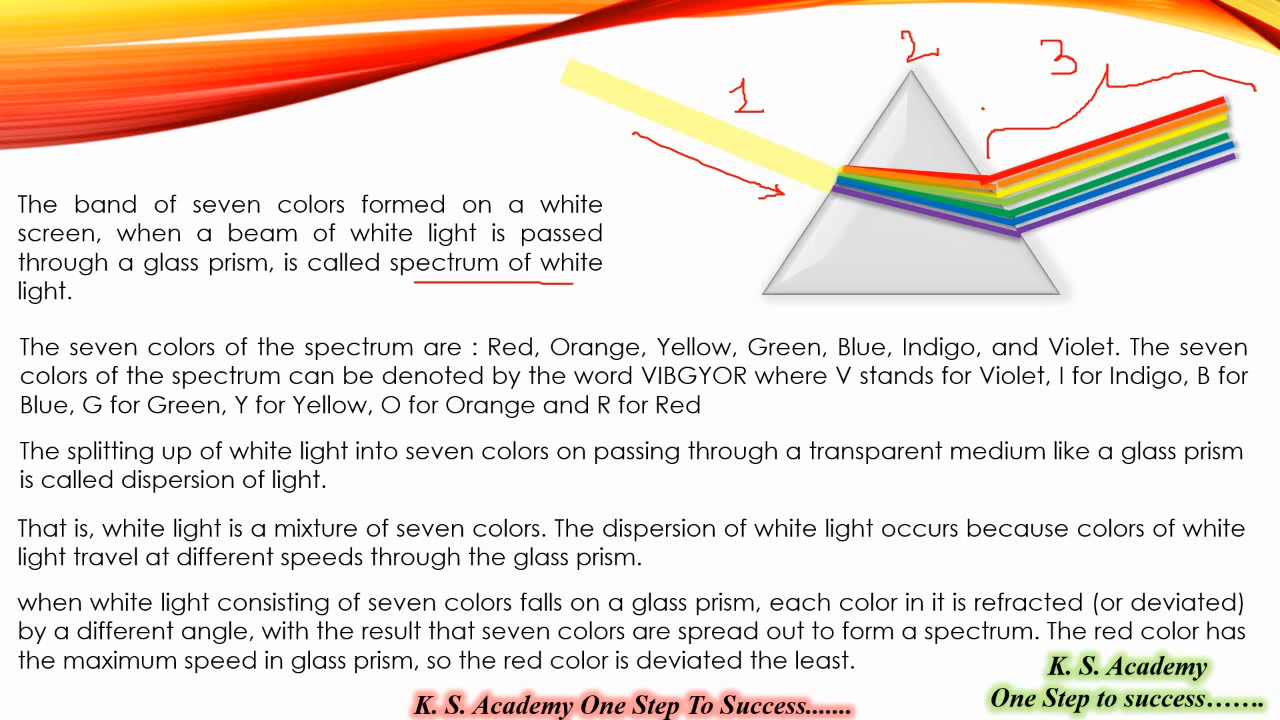 1
2
3
The band of seven colors formed on a white
screen, when a beam of white light is passed
through a glass prism, is called spectrum of white
light.
The seven colors of the spectrum are : Red, Orange, Yellow, Green, Blue, Indigo, and Violet. The seven
colors of the spectrum can be denoted by the word VIBGYOR where V stands for Violet, I for Indigo, B for
Blue, G for Green, Y for Yellow, O for Orange and R for Red
The splitting up of white light into seven colors on passing through a transparent medium like a glass prism
is called dispersion of light.
That is, white light is a mixture of seven colors. The dispersion of white light occurs because colors of white
light travel at different speeds through the glass prism.
when white light consisting of seven colors falls on a glass prism, each color in it is refracted (or deviated)
by a different angle, with the result that seven colors are spread out to form a spectrum. The red color has
the maximum speed in glass prism, so the red color is deviated the least.
K. S. Academy
One Step to success…….
K. S. Academy One Step To Success.......